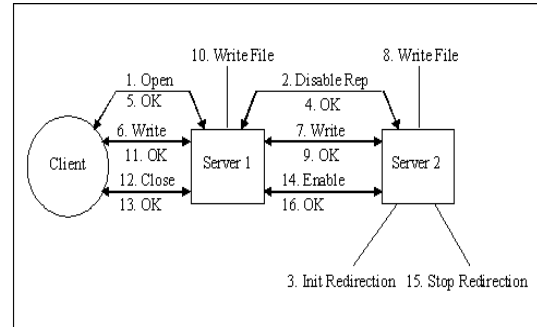 10. Write File
8. Write File
1. Open
5. OK
2. Disable Rep
4. OK
6. Write
11. OK
7. Write
9. OK
Client
Server 1
Server 2
12. Close
13. OK
14. Enable
16. OK
3. Init Redirection
15. Stop Redirection